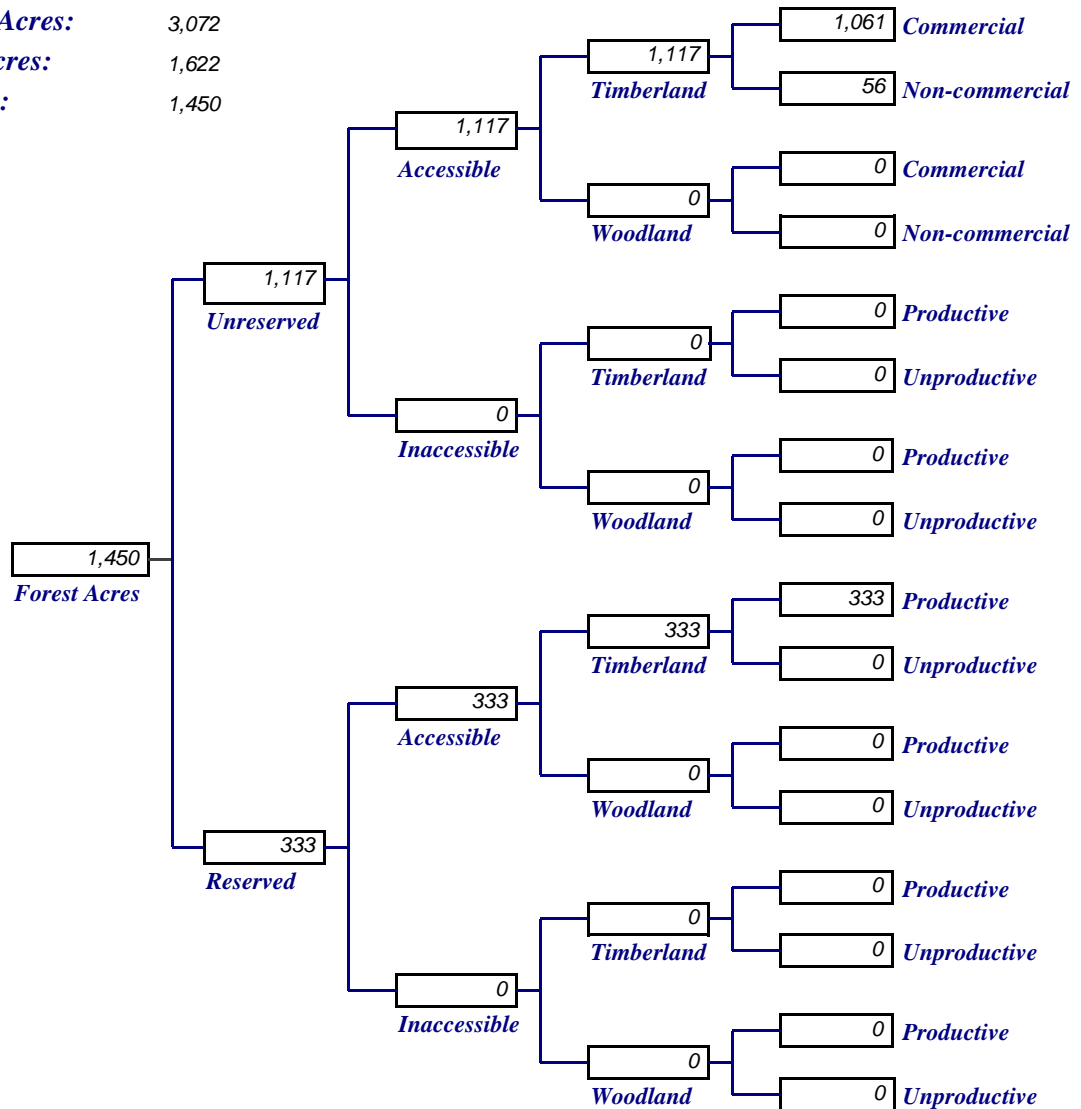 Acres: 3,072
cres: 1,622
: 1,450
1,061 Commercial
1,117
Timberland
56 Non-commercial
1,117
Accessible
0 Commercial
0
Woodland
0 Non-commercial
1,117
Unreserved
0 Productive
0
Timberland
0 Unproductive
0
Inaccessible
0 Productive
0
Woodland
0 Unproductive
1,450
Forest Acres
333 Productive
333
Timberland
0 Unproductive
333
Accessible
0 Productive
0
Woodland
0 Unproductive
333
Reserved
0 Productive
0
Timberland
0 Unproductive
0
Inaccessible
0 Productive
0
Woodland
0 Unproductive